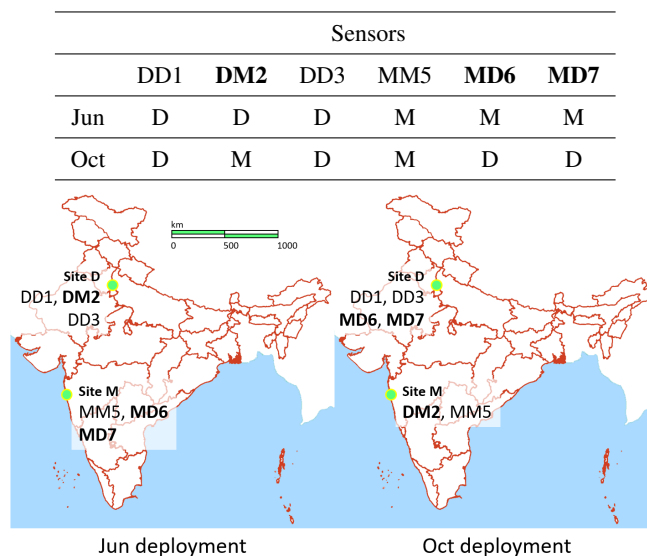 Sensors
DD1 DM2 DD3 MM5 MD6 MD7
Jun D D D M M M
Oct D M D M D D
km
0 500 1000
Site D
DD1, DM2
DD3
Site M
MM5, MD6
MD7
Jun deployment
Site D
DD1, DD3
MD6, MD7
Site M
DM2, MM5
Oct deployment